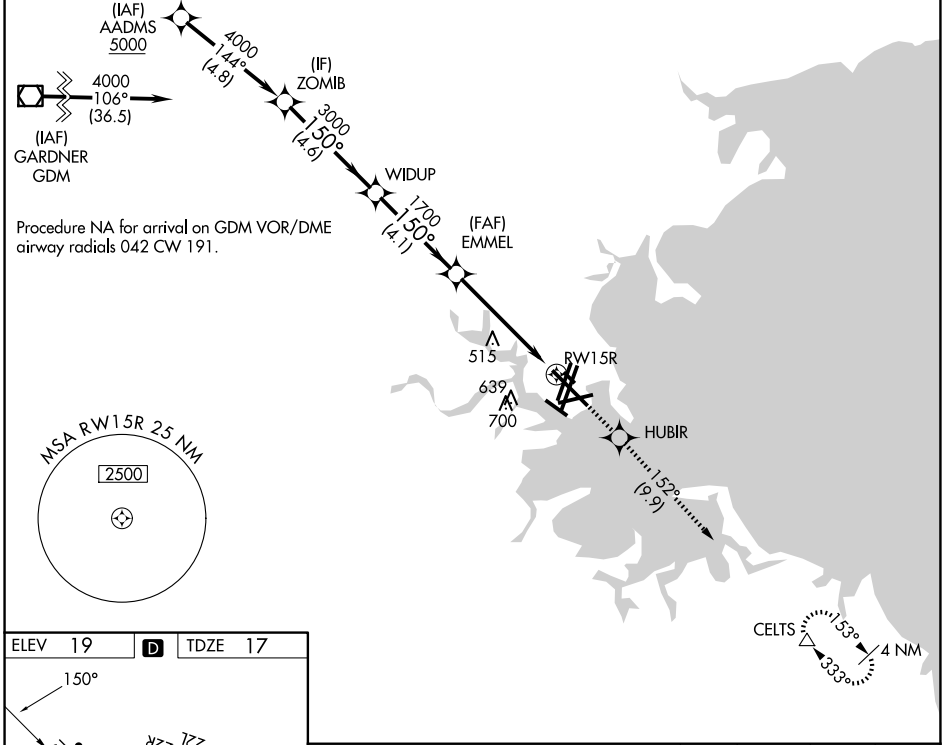 (IAF)
AADMS
5000
4000
144°
(4.8)
(IF)
ZOMIB
4000
106°
(36.5)
(IAF)
GARDNER
GDM
3000
150°
(4.6)
WIDUP
1700
150°
(4.1)
(FAF)
EMMEL
Procedure NA for arrival on GDM VOR/DME
airway radials 042 CW 191.
515
RW15R
639
700
HUBIR
152°
(9.9)
MSA RW15R 25 NM
2500
CELTS
153°
4 NM
333°
ELEV 19
D
TDZE 17
150°
22L
22R